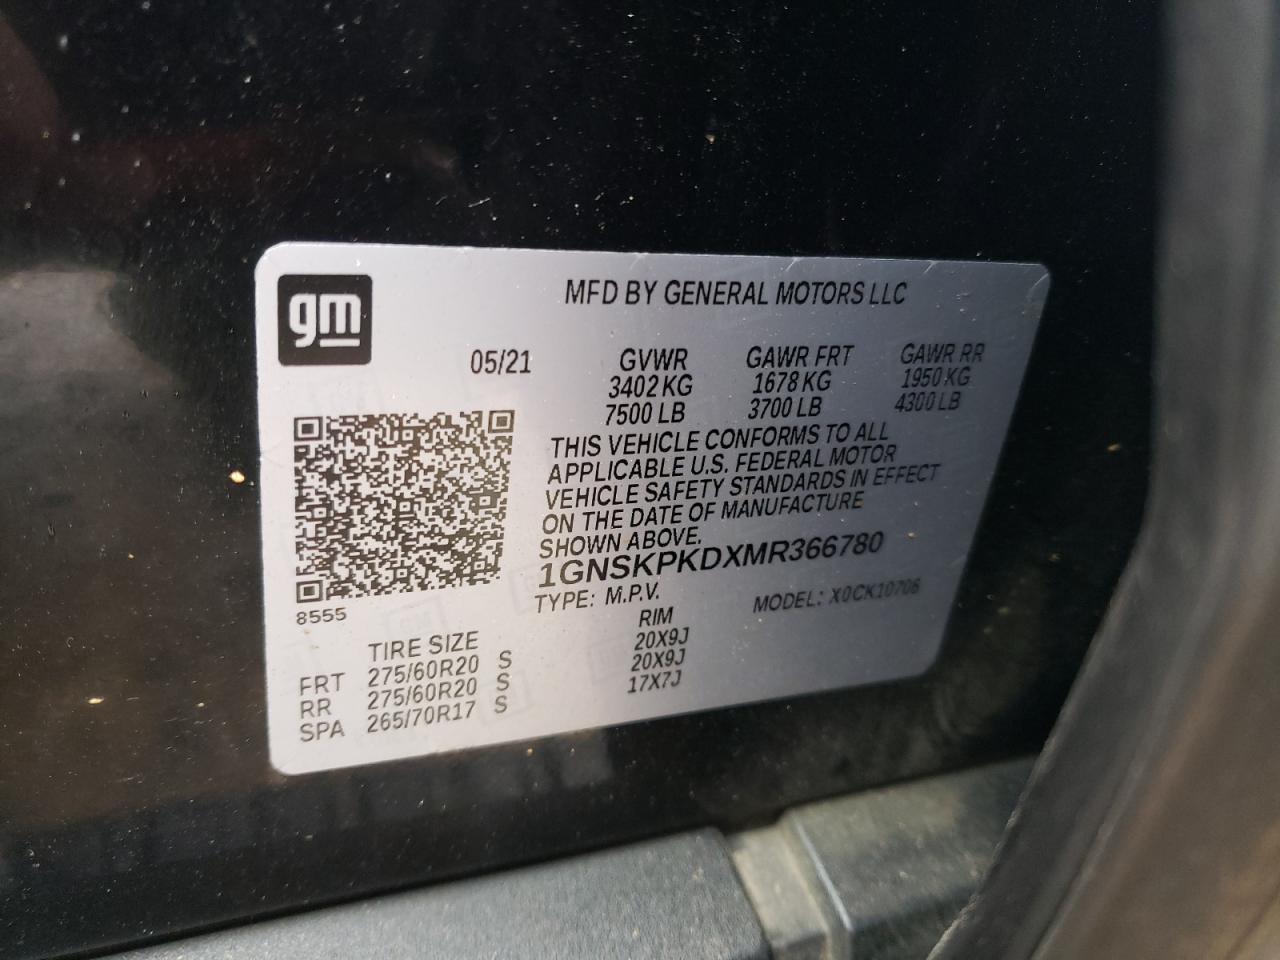 gm
MFD BY GENERAL MOTORS LLC
05/21 GVWR GAWR FRT GAWR RR
3402 KG 1678 KG 1950 KG
7500 LB 3700 LB 4300 LB
THIS VEHICLE CONFORMS TO ALL
APPLICABLE U.S. FEDERAL MOTOR
VEHICLE SAFETY STANDARDS IN EFFECT
ON THE DATE OF MANUFACTURE
SHOWN ABOVE.
1GNSKPKDXMR366780
TYPE: M.P.V. MODEL: X0CK10706
8555
TIRE SIZE RIM
FRT 275/60R20 S 20X9J
RR 275/60R20 S 20X9J
SPA 265/70R17 S 17X7J